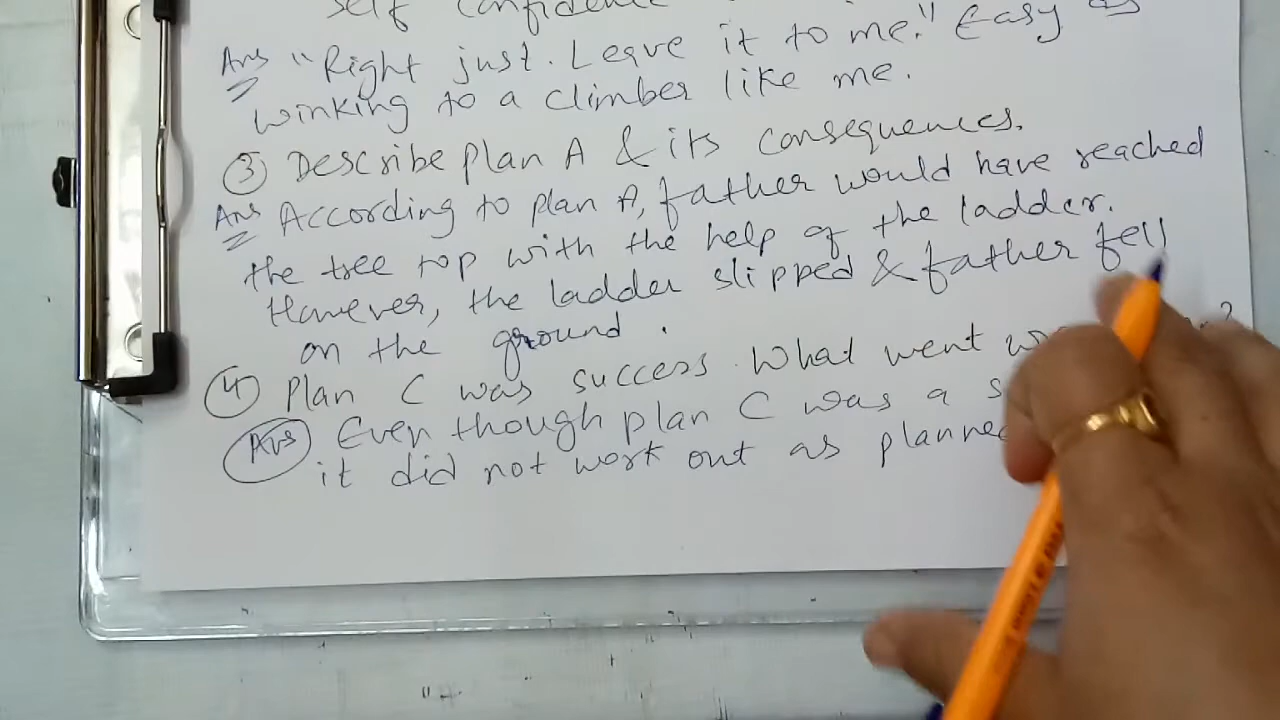 self confidence
Ans "Right just. Leave it to me." Easy as
winking to a climber like me.
③ Describe plan A & its consequences.
Ans According to plan A, father would have reached
the tree top with the help of the ladder.
However, the ladder slipped & father fell
on the ground.
④ Plan C was success. What went
Ans Even though plan C was a
it did not work out as planned